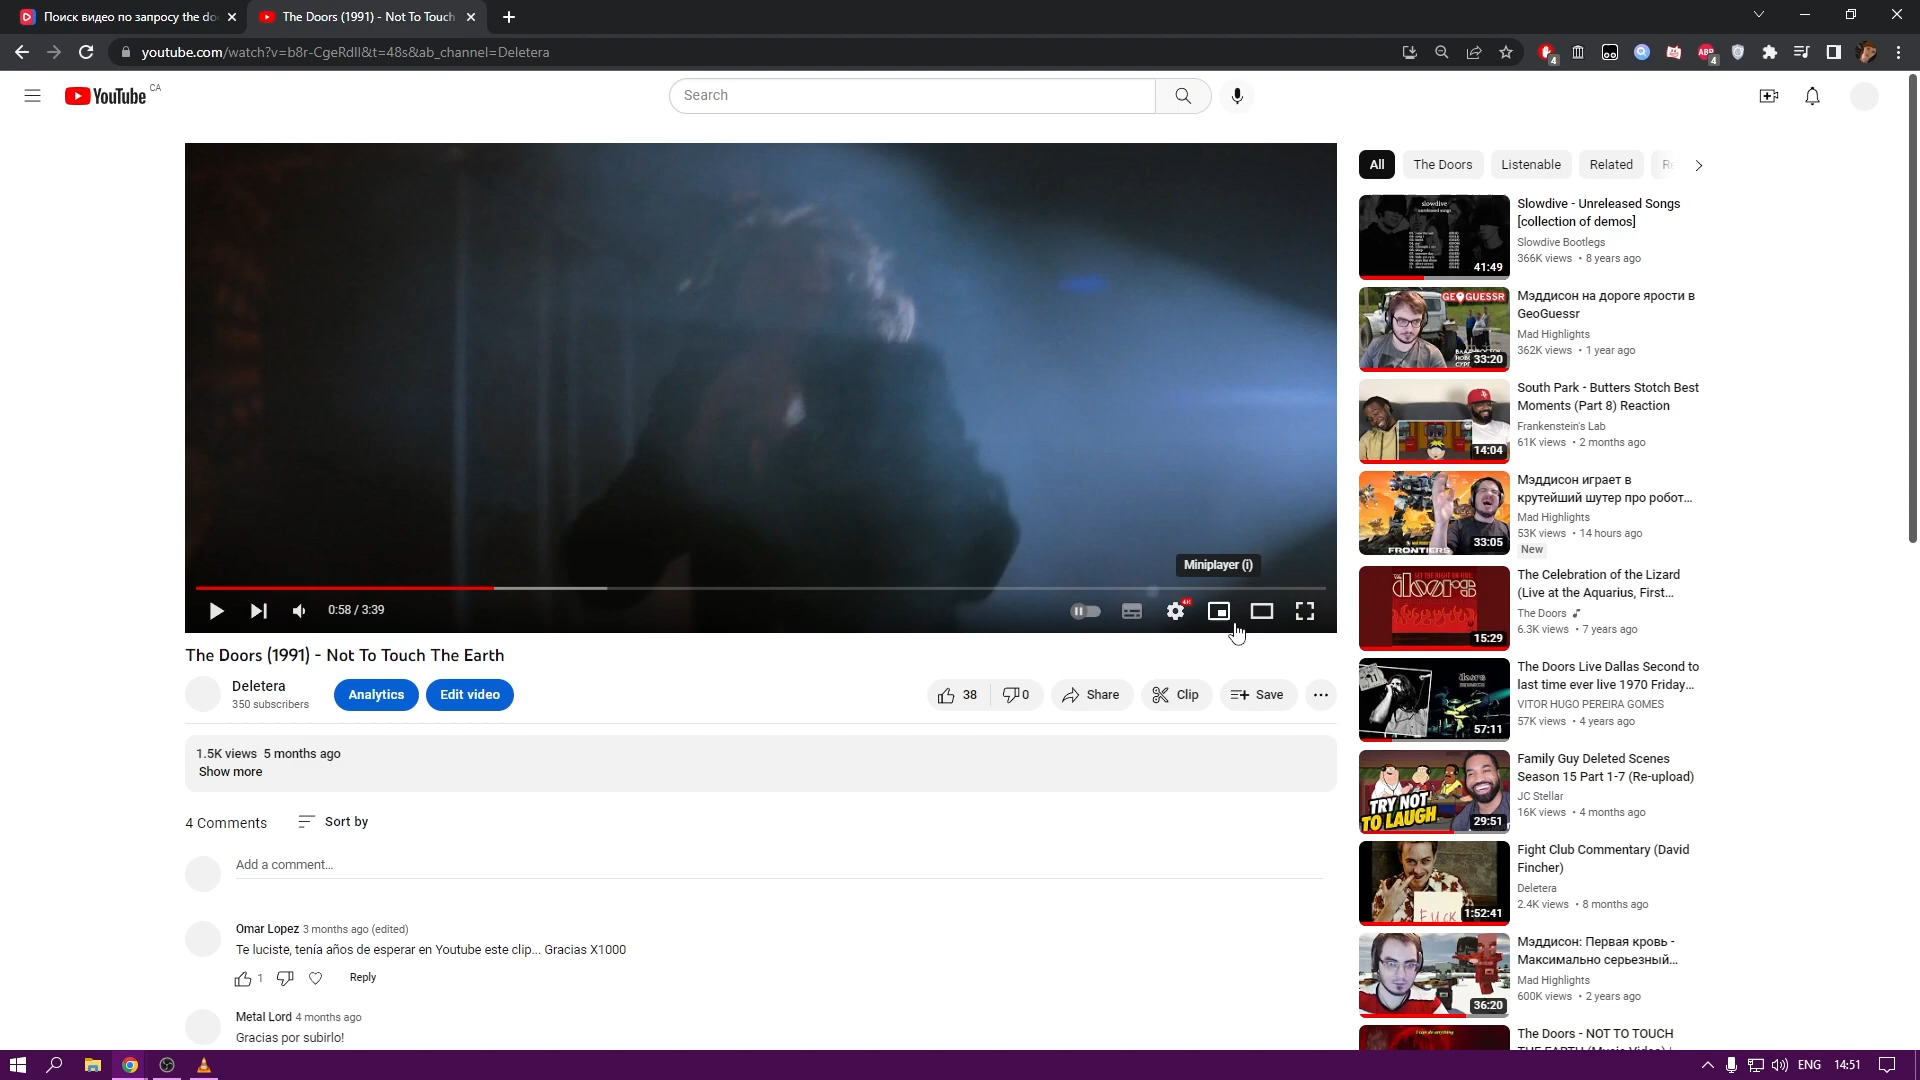 Поиск видео по запросу the do
The Doors (1991) - Not To Touch
youtube.com/watch?v=b8r-CgeRdlI&t=48s&ab_channel=Deletera
4
ABP
4
YouTube CA
Search
All
The Doors
Listenable
Related
Miniplayer (i)
0:58 / 3:39
4K
The Doors (1991) - Not To Touch The Earth
Deletera
350 subscribers
Analytics
Edit video
38
0
Share
Clip
Save
1.5K views 5 months ago
Show more
4 Comments
Sort by
Add a comment...
Omar Lopez 3 months ago (edited)
Te luciste, tenía años de esperar en Youtube este clip... Gracias X1000
1
Reply
Metal Lord 4 months ago
Gracias por subirlo!
slowdive
41:49
Slowdive - Unreleased Songs
[collection of demos]
Slowdive Bootlegs
366K views • 8 years ago
GEOGUESSR
33:20
Мэддисон на дороге ярости в
GeoGuessr
Mad Highlights
362K views • 1 year ago
14:04
South Park - Butters Stotch Best
Moments (Part 8) Reaction
Frankenstein's Lab
61K views • 2 months ago
FRONTIERS
33:05
Мэддисон играет в
крутейший шутер про робот...
Mad Highlights
53K views • 14 hours ago
New
doors
15:29
The Celebration of the Lizard
(Live at the Aquarius, First...
The Doors
6.3K views • 7 years ago
doors
57:11
The Doors Live Dallas Second to
last time ever live 1970 Friday...
VITOR HUGO PEREIRA GOMES
57K views • 4 years ago
TRY NOT
TO LAUGH
29:51
Family Guy Deleted Scenes
Season 15 Part 1-7 (Re-upload)
JC Stellar
16K views • 4 months ago
FUCK
1:52:41
Fight Club Commentary (David
Fincher)
Deletera
2.4K views • 8 months ago
36:20
Мэддисон: Первая кровь -
Максимально серьезный...
Mad Highlights
600K views • 2 years ago
I can do anything
The Doors - NOT TO TOUCH
ENG
14:51